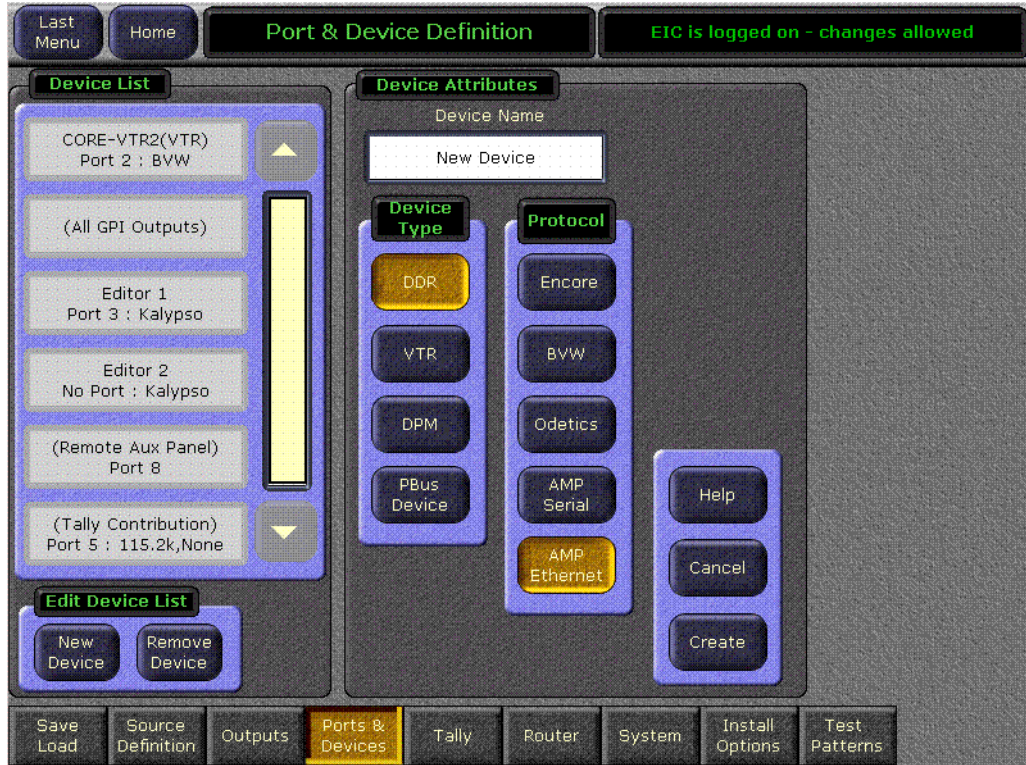 Last
Menu
Home
Port & Device Definition
EIC is logged on - changes allowed
Device List
CORE-VTR2(VTR)
Port 2 : BVW
(All GPI Outputs)
Editor 1
Port 3 : Kalypso
Editor 2
No Port : Kalypso
(Remote Aux Panel)
Port 8
(Tally Contribution)
Port 5 : 115.2k,None
Edit Device List
New
Device
Remove
Device
Device Attributes
Device Name
New Device
Device
Type
DDR
VTR
DPM
PBus
Device
Protocol
Encore
BVW
Odetics
AMP
Serial
AMP
Ethernet
Help
Cancel
Create
Save
Load
Source
Definition
Outputs
Ports &
Devices
Tally
Router
System
Install
Options
Test
Patterns